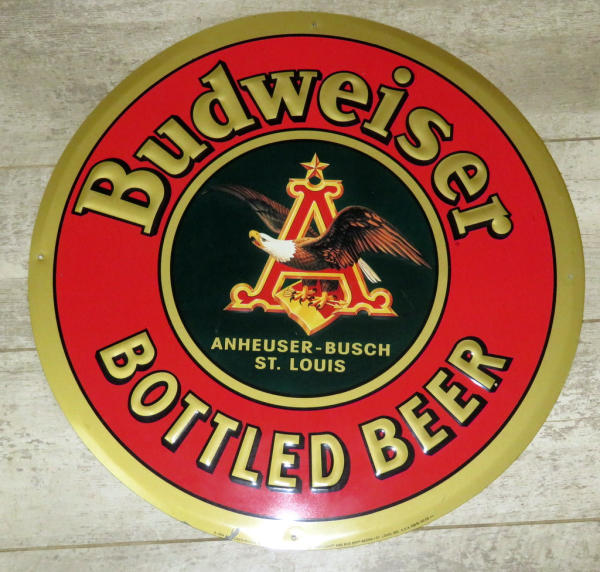 Budweiser
A
ANHEUSER-BUSCH
ST. LOUIS
BOTTLED BEER